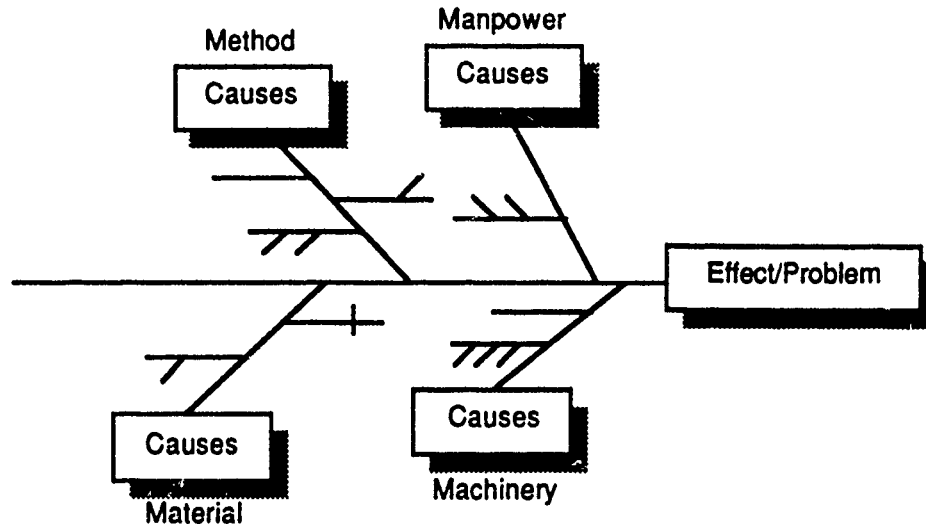 Manpower
Method
Causes
Causes
Effect/Problem
Causes
Causes
Machinery
Material